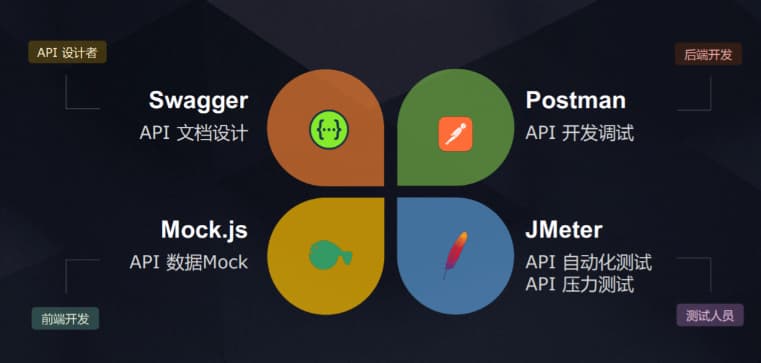 API 设计者
后端开发
Swagger
API 文档设计
{...}
Postman
API 开发调试
Mock.js
API 数据Mock
JMeter
API 自动化测试
API 压力测试
前端开发
测试人员